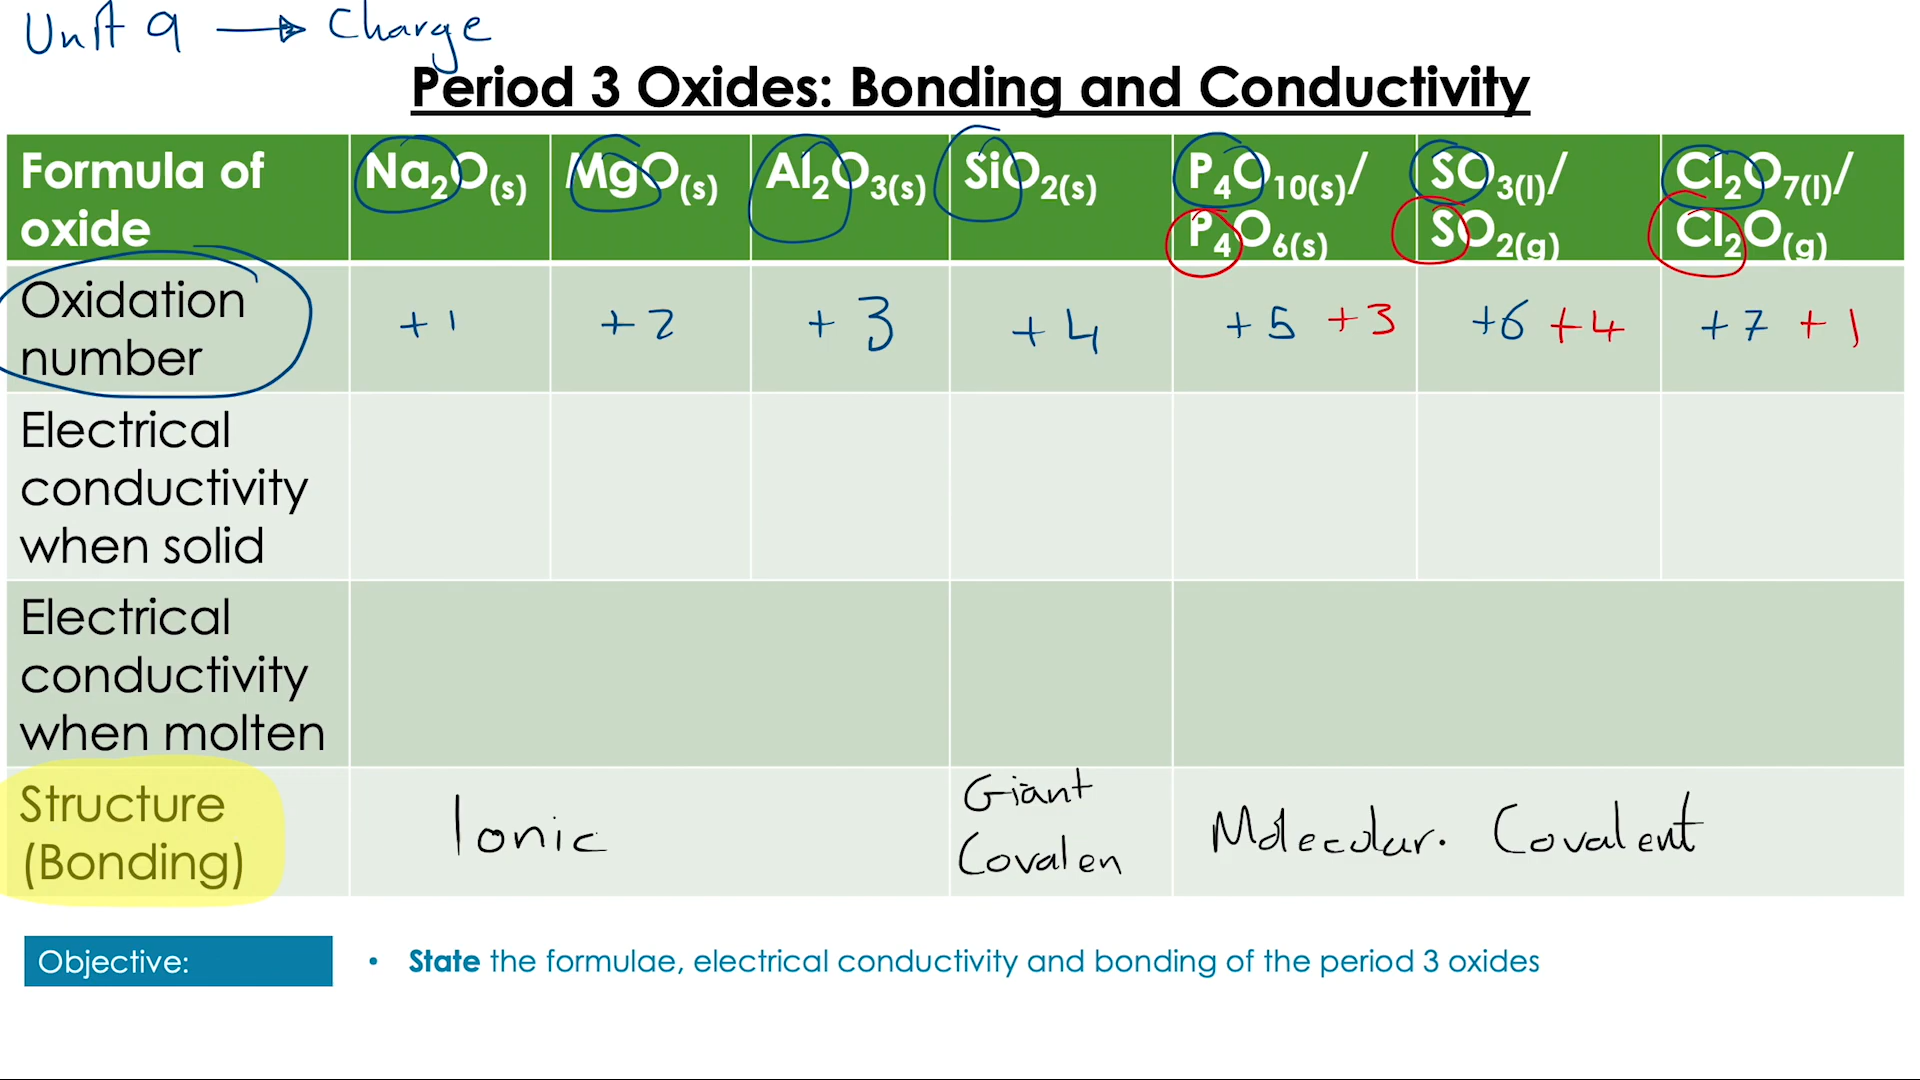 Unit 9 → Charge
Period 3 Oxides: Bonding and Conductivity
Formula of oxide
Na₂O(s)
MgO(s)
Al₂O₃(s)
SiO₂(s)
P₄O₁₀(s)/
P₄O₆(s)
SO₃(l)/
SO₂(g)
Cl₂O₇(l)/
Cl₂O(g)
Oxidation
number
+1
+2
+3
+4
+5 +3
+6 +4
+7 +1
Electrical
conductivity
when solid
Electrical
conductivity
when molten
Structure
(Bonding)
Ionic
Giant
Covalen
Molecular. Covalent
Objective:
• State the formulae, electrical conductivity and bonding of the period 3 oxides